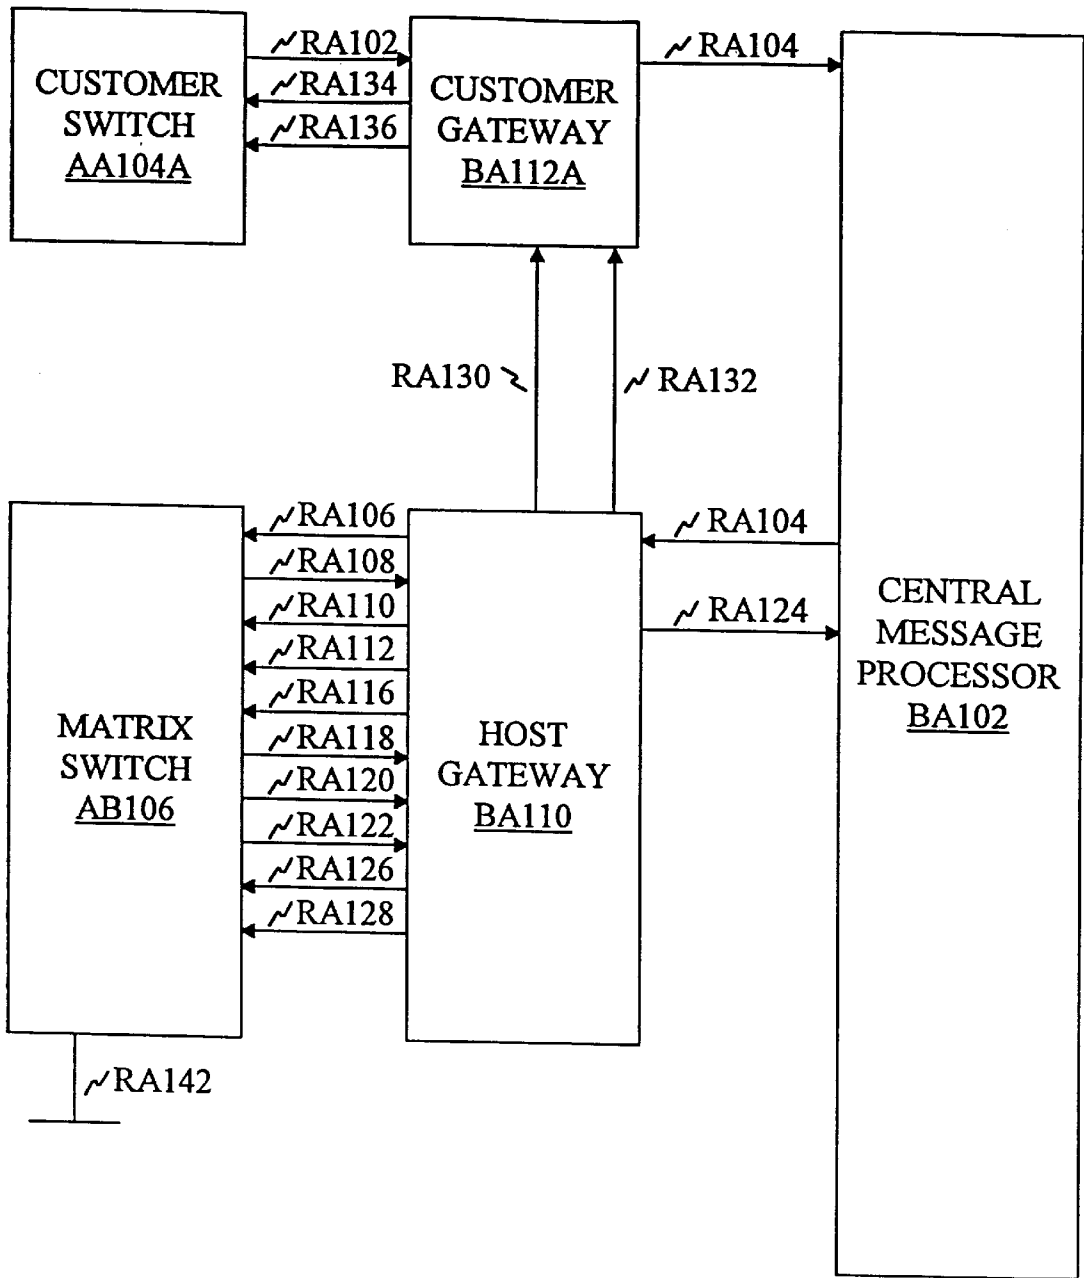 CUSTOMER
SWITCH
AA104A
RA102
RA134
RA136
CUSTOMER
GATEWAY
BA112A
RA104
RA130
RA132
MATRIX
SWITCH
AB106
RA106
RA108
RA110
RA112
RA116
RA118
RA120
RA122
RA126
RA128
HOST
GATEWAY
BA110
RA104
RA124
CENTRAL
MESSAGE
PROCESSOR
BA102
RA142